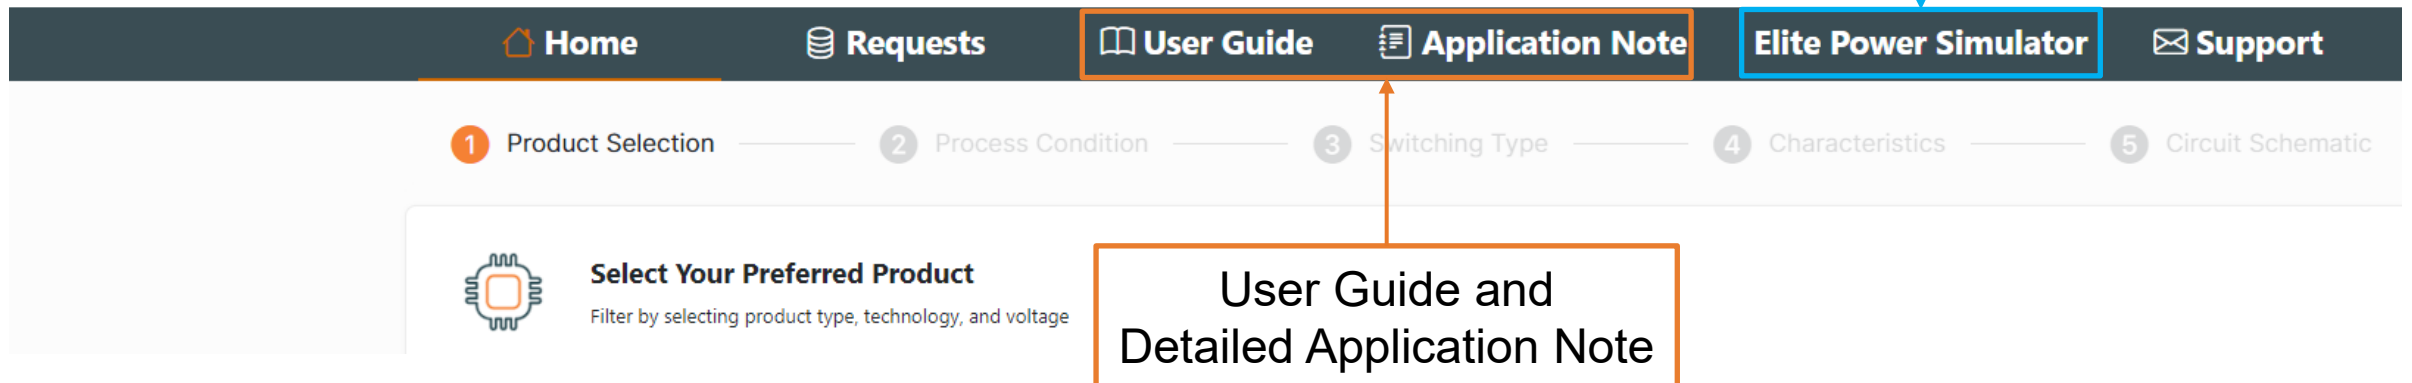 Home Requests User Guide Application Note Elite Power Simulator Support
1 Product Selection 2 Process Condition 3 Switching Type 4 Characteristics 5 Circuit Schematic
Select Your Preferred Product
Filter by selecting product type, technology, and voltage
User Guide and
Detailed Application Note